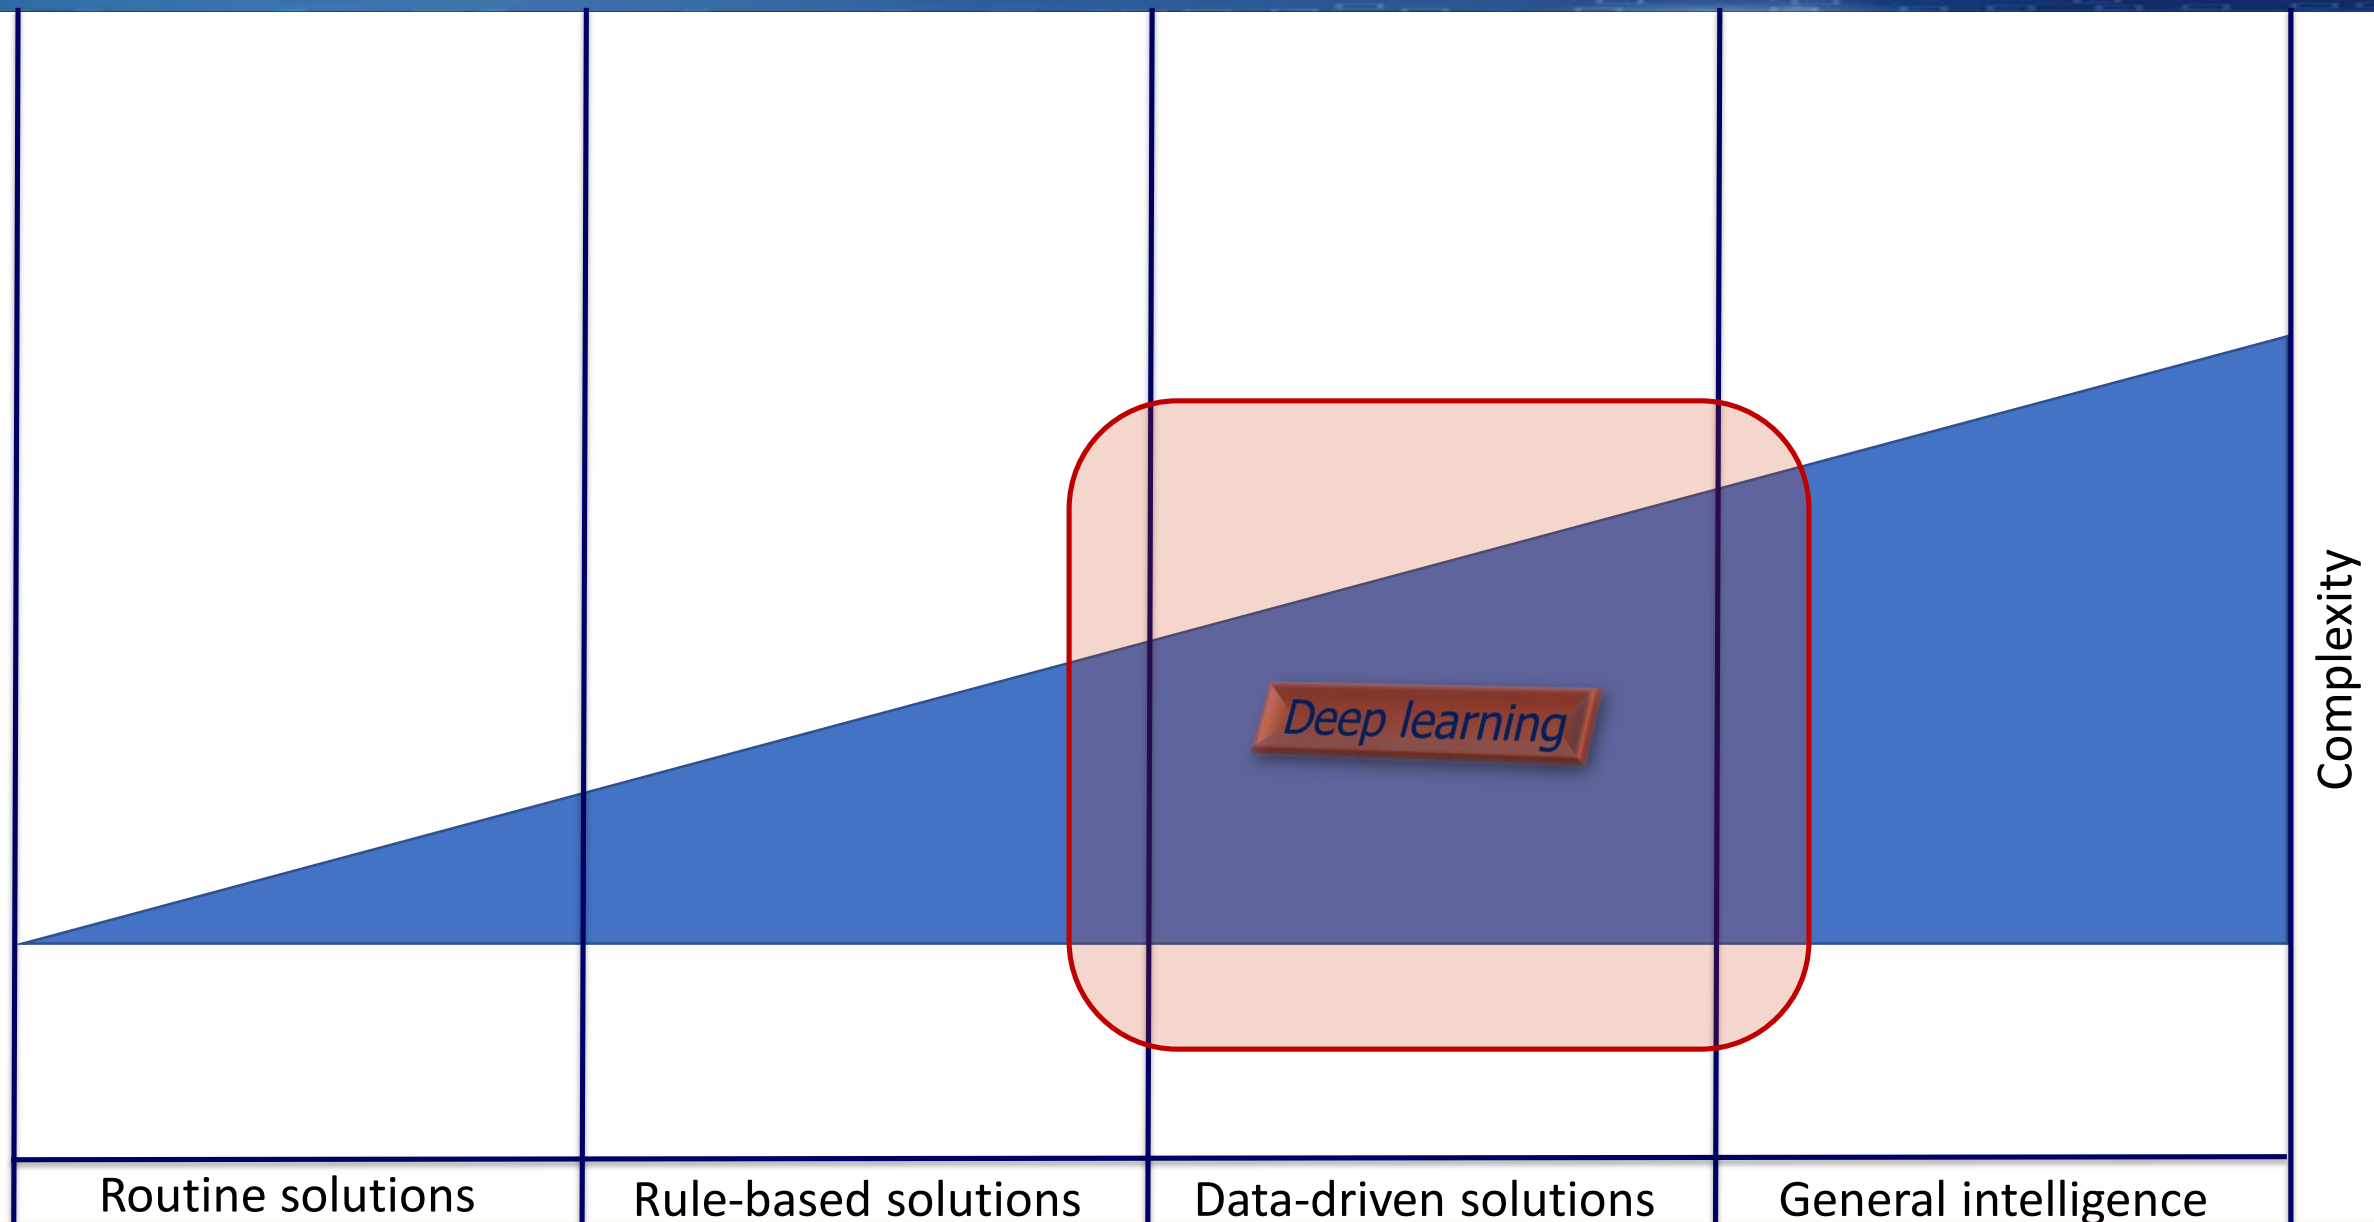 Deep learning
Complexity
Routine solutions
Rule-based solutions
Data-driven solutions
General intelligence